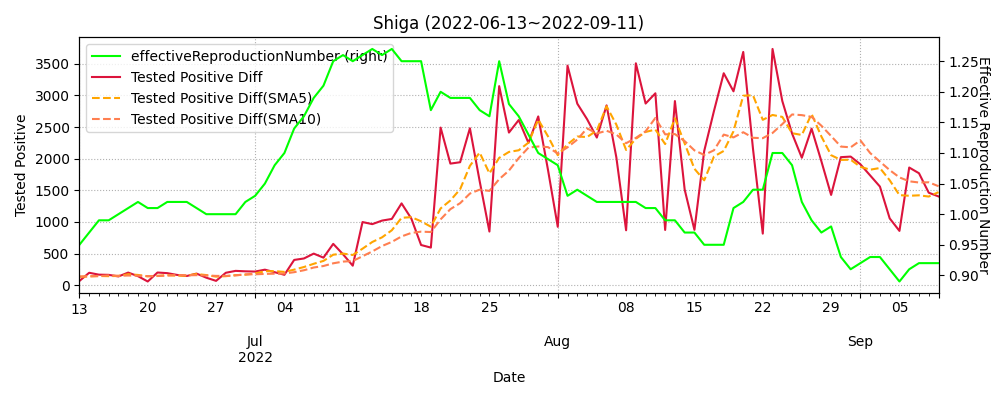 Shiga (2022-06-13~2022-09-11)
effectiveReproductionNumber (right)
Tested Positive Diff
Tested Positive Diff(SMA5)
Tested Positive Diff(SMA10)
Tested Positive
3500
3000
2500
2000
1500
1000
500
0
Effective Reproduction Number
1.25
1.20
1.15
1.10
1.05
1.00
0.95
0.90
13 20 27 04 11 18 25 08 15 22 29 05
Jul Aug Sep
2022
Date